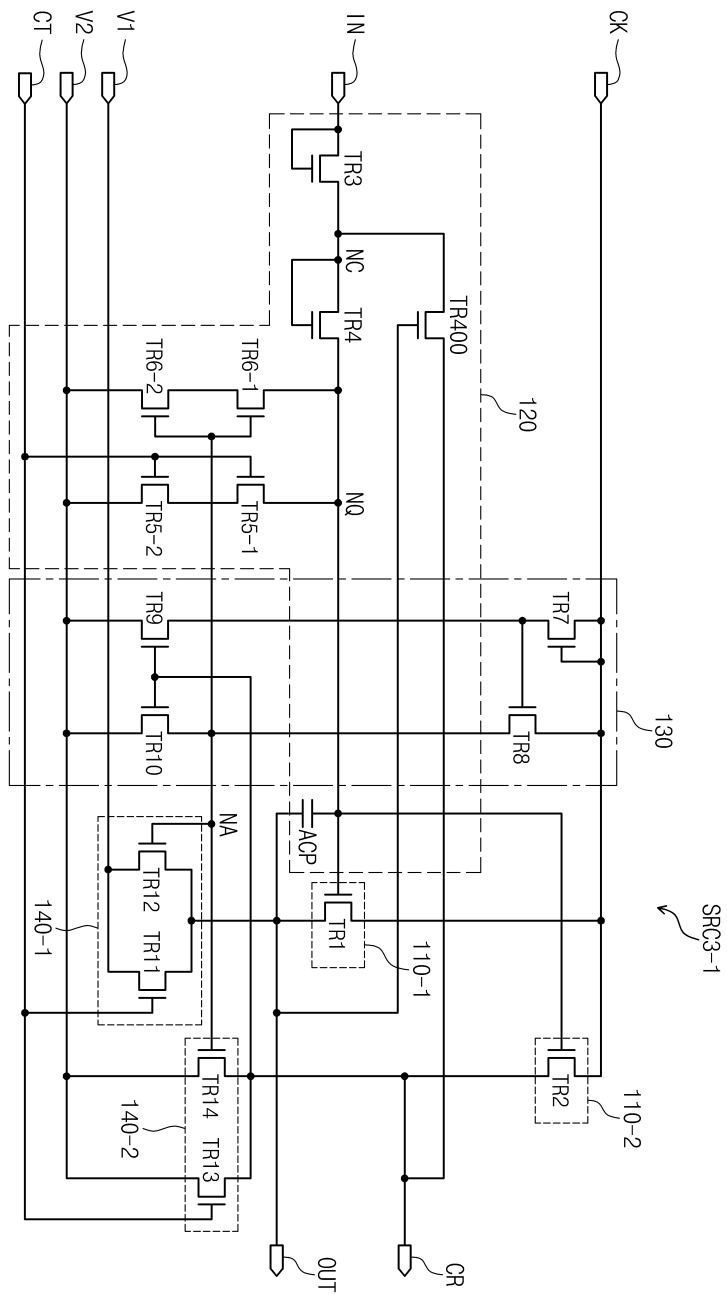 SRC3-1
130
110-2
CK
TR7
TR2
120
TR8
TR400
CR
110-1
IN
TR3
NC
TR4
NQ
TR1
OUT
ACP
TR6-1
TR5-1
NA
TR14
TR13
TR6-2
TR5-2
TR9
TR10
TR12
TR11
140-2
V1
V2
140-1
CT